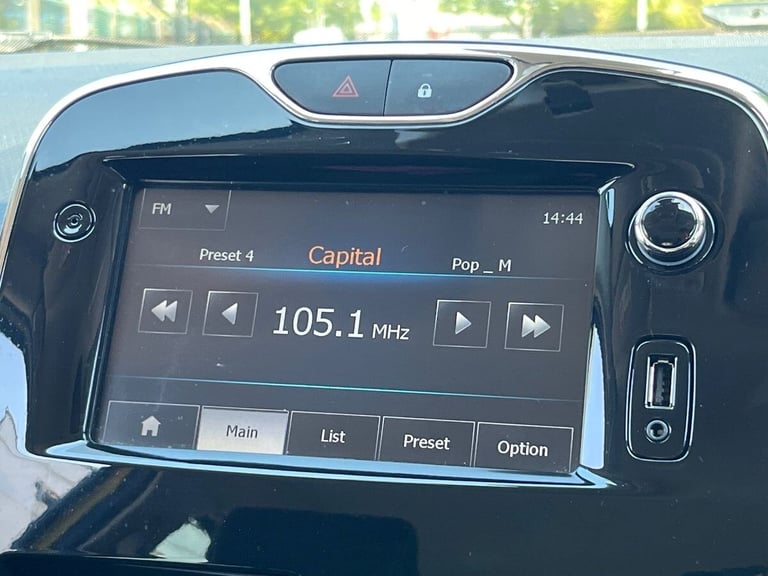 FM
14:44
Preset 4
Capital
Pop _ M
105.1 MHz
Main
List
Preset
Option